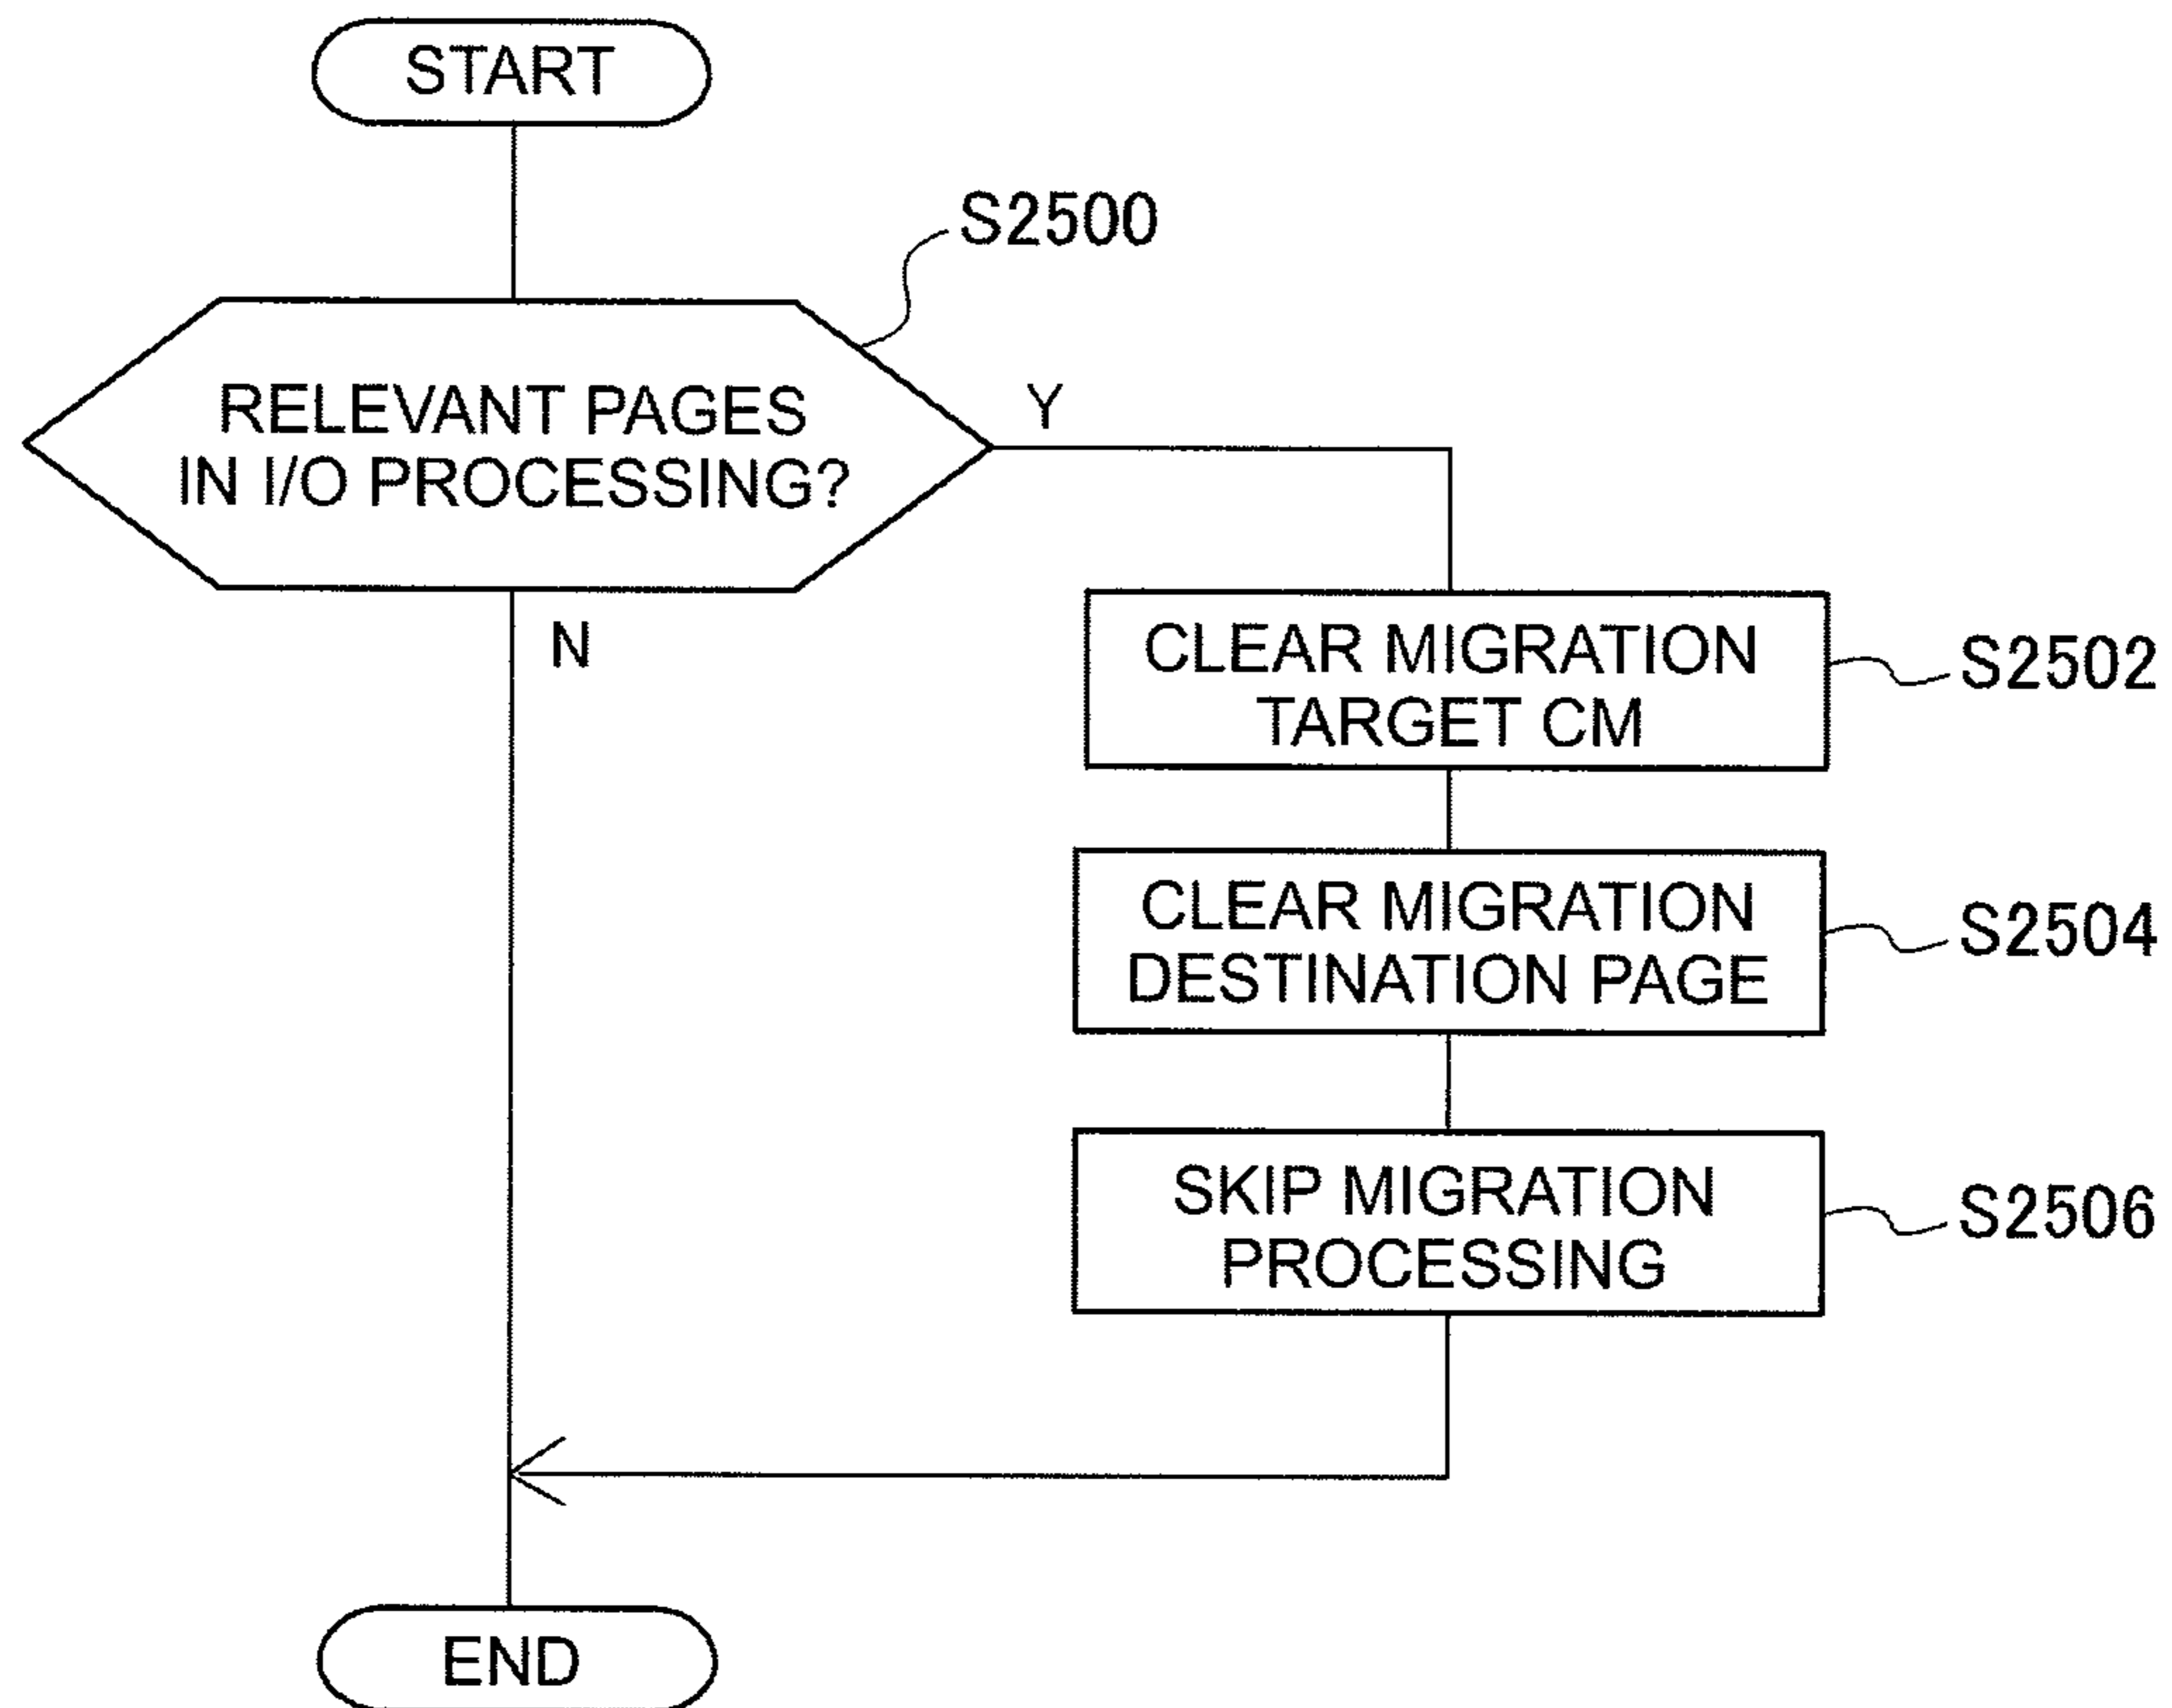 START
S2500
RELEVANT PAGES
IN I/O PROCESSING?
Y
N
CLEAR MIGRATION
TARGET CM
S2502
CLEAR MIGRATION
DESTINATION PAGE
S2504
SKIP MIGRATION
PROCESSING
S2506
END